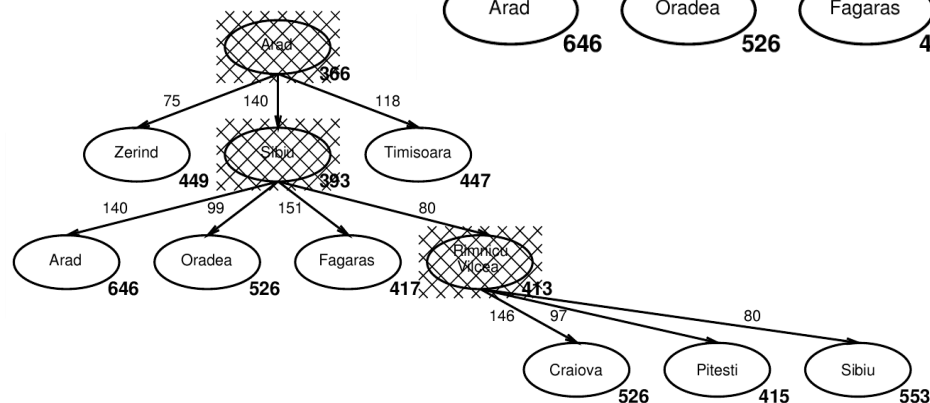 Arad
646
Oradea
526
Fagaras
4
Arad
366
75
140
118
Zerind
449
Sibiu
393
Timisoara
447
140
99
151
80
Arad
646
Oradea
526
Fagaras
417
Rimnicu
Vilcea
413
146
97
80
Craiova
526
Pitesti
415
Sibiu
553